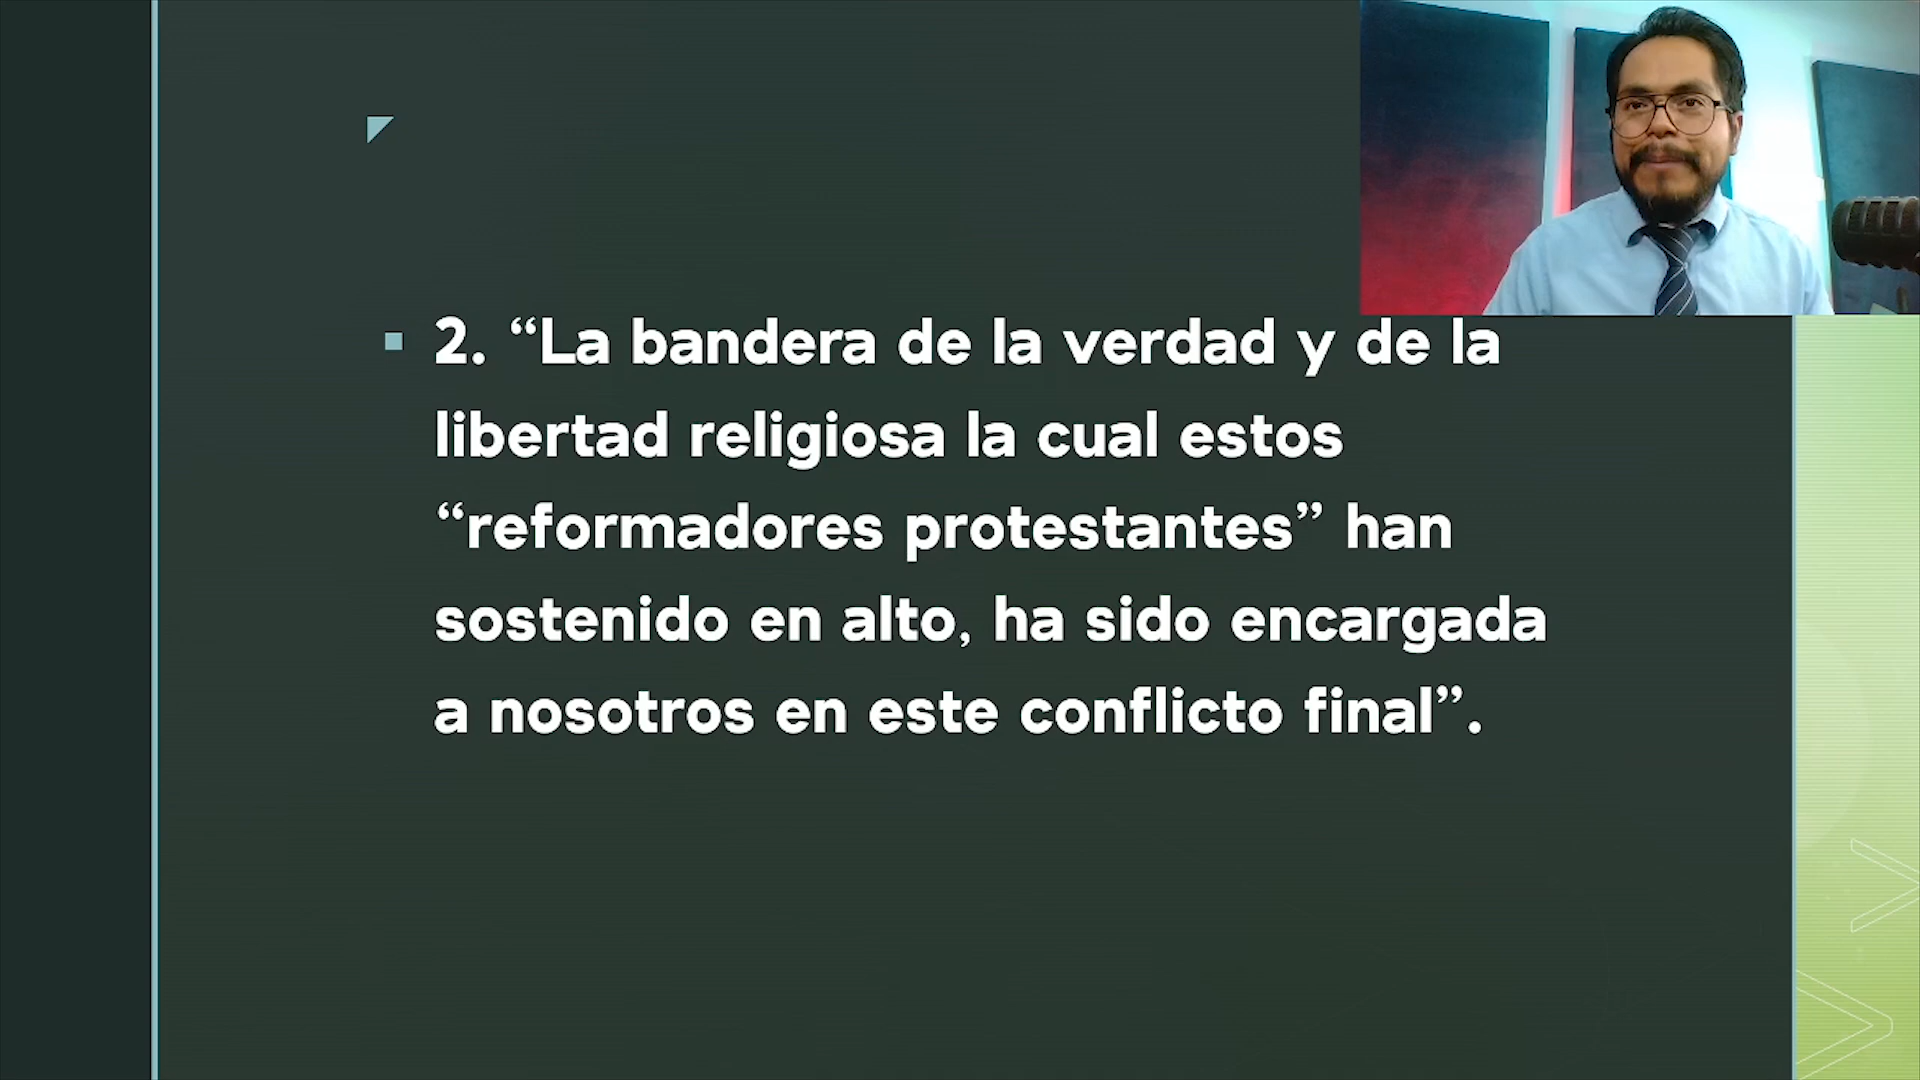 2. “La bandera de la verdad y de la
libertad religiosa la cual estos
“reformadores protestantes” han
sostenido en alto, ha sido encargada
a nosotros en este conflicto final”.